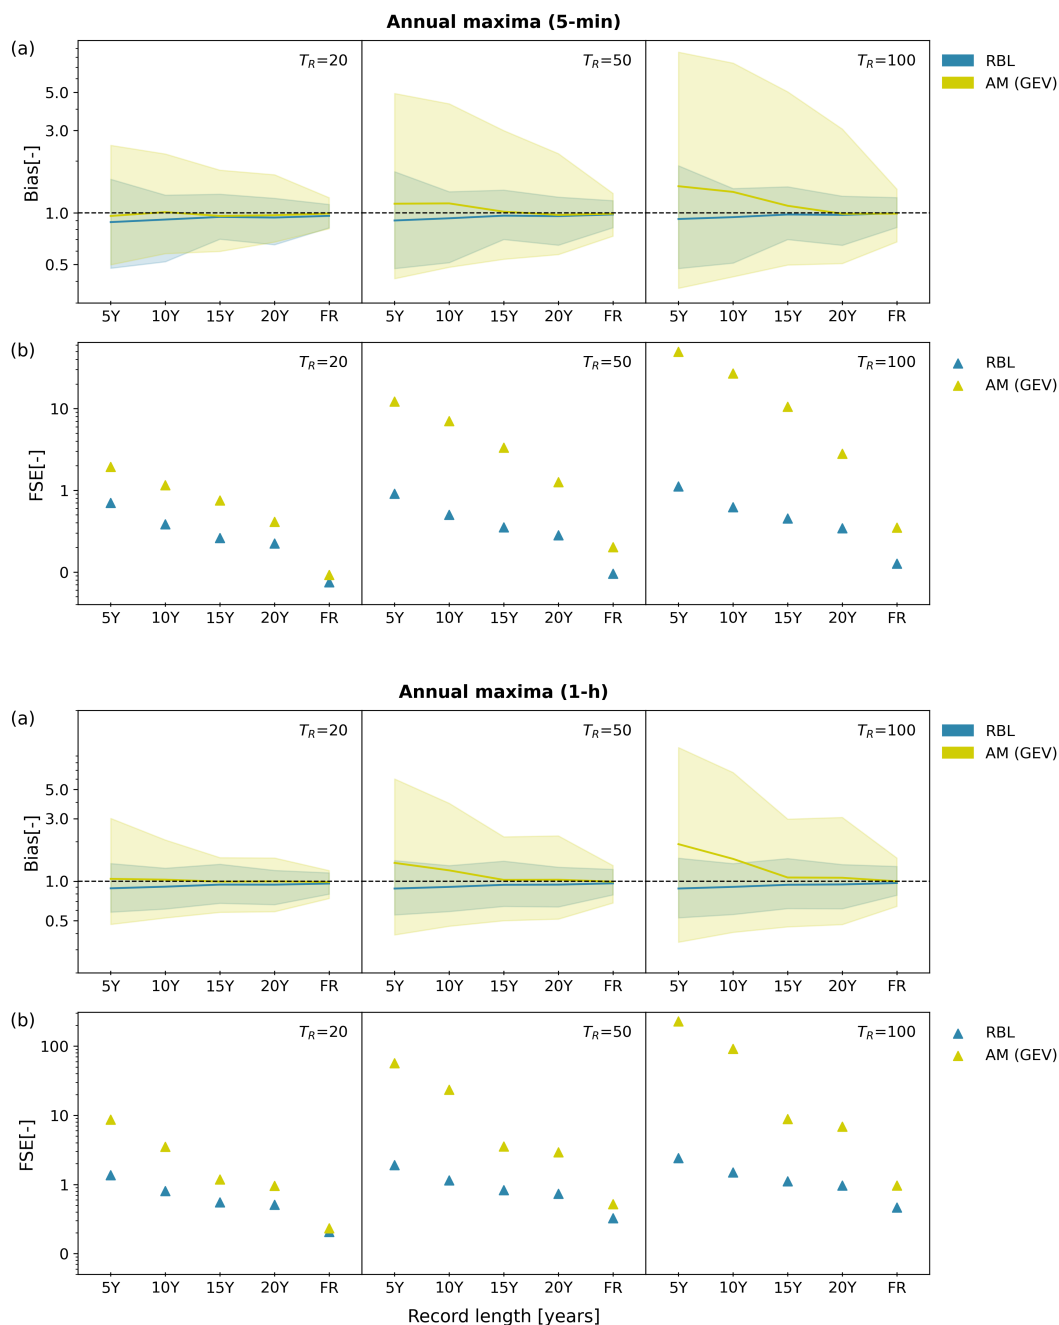 Annual maxima (5-min)
(a)
T_R=20
T_R=50
T_R=100
RBL
AM (GEV)
5.0
3.0
1.0
0.5
Bias[-]
5Y 10Y 15Y 20Y FR
5Y 10Y 15Y 20Y FR
5Y 10Y 15Y 20Y FR
(b)
T_R=20
T_R=50
T_R=100
RBL
AM (GEV)
10
1
0
FSE[-]
5Y 10Y 15Y 20Y FR
5Y 10Y 15Y 20Y FR
5Y 10Y 15Y 20Y FR
Annual maxima (1-h)
(a)
T_R=20
T_R=50
T_R=100
RBL
AM (GEV)
5.0
3.0
1.0
0.5
Bias[-]
5Y 10Y 15Y 20Y FR
5Y 10Y 15Y 20Y FR
5Y 10Y 15Y 20Y FR
(b)
T_R=20
T_R=50
T_R=100
RBL
AM (GEV)
100
10
1
0
FSE[-]
5Y 10Y 15Y 20Y FR
5Y 10Y 15Y 20Y FR
5Y 10Y 15Y 20Y FR
Record length [years]